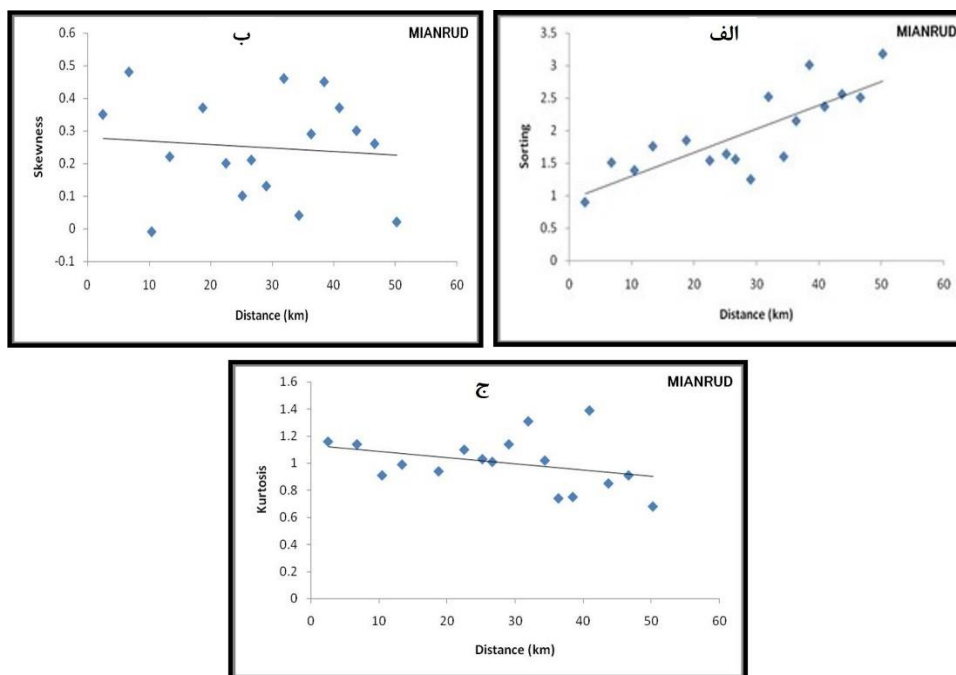 الف
MIANRUD
Sorting
3.5
3
2.5
2
1.5
1
0.5
0
0 10 20 30 40 50 60
Distance (km)
ب
MIANRUD
Skewness
0.6
0.5
0.4
0.3
0.2
0.1
0
-0.1
0 10 20 30 40 50 60
Distance (km)
ج
MIANRUD
Kurtosis
1.6
1.4
1.2
1
0.8
0.6
0.4
0.2
0
0 10 20 30 40 50 60
Distance (km)